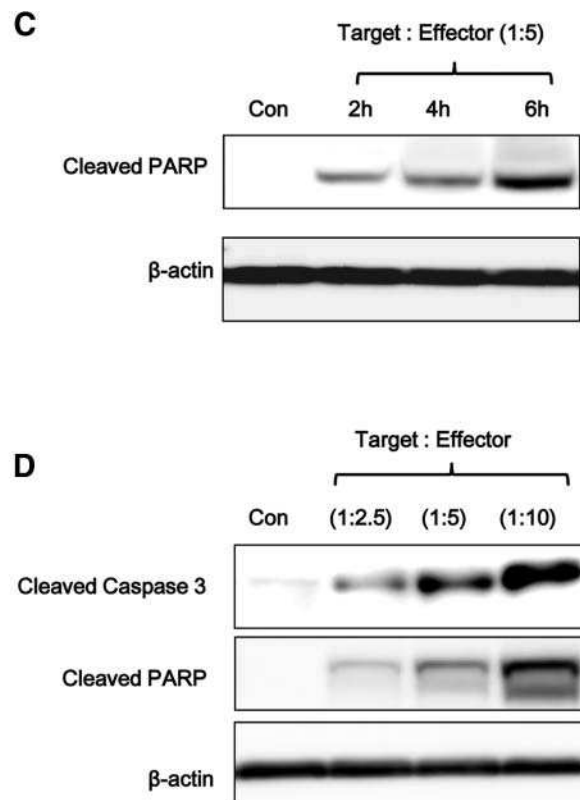 C
Target : Effector (1:5)
Con 2h 4h 6h
Cleaved PARP
β-actin
D
Target : Effector
Con (1:2.5) (1:5) (1:10)
Cleaved Caspase 3
Cleaved PARP
β-actin